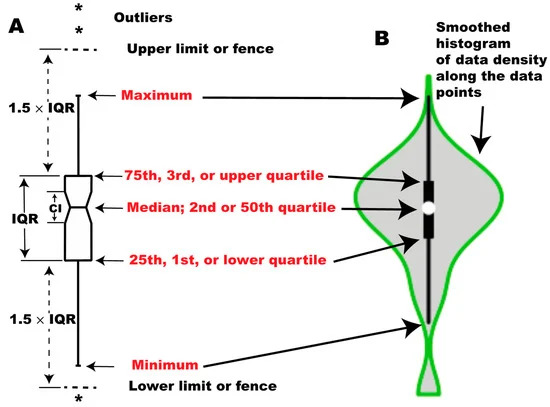 A
*
*
Outliers
Upper limit or fence
B
Smoothed
histogram
of data density
along the data
points
1.5 × IQR
Maximum
75th, 3rd, or upper quartile
IQR
CI
Median; 2nd or 50th quartile
25th, 1st, or lower quartile
1.5 × IQR
Minimum
Lower limit or fence
*